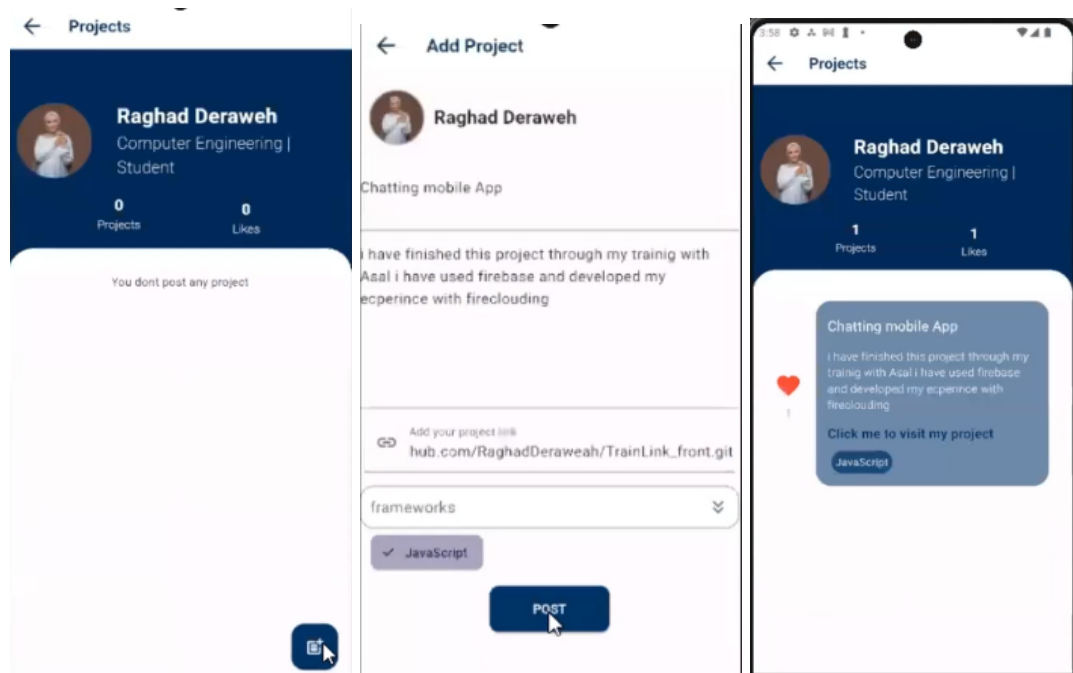 Projects
Raghad Deraweh
Computer Engineering |
Student
0
Projects
0
Likes
You dont post any project
Add Project
Raghad Deraweh
Chatting mobile App
i have finished this project through my trainig with
Asal i have used firebase and developed my
ecperince with fireclouding
Add your project link
hub.com/RaghadDeraweah/TrainLink_front.git
frameworks
JavaScript
POST
3:58
Projects
Raghad Deraweh
Computer Engineering |
Student
1
Projects
1
Likes
Chatting mobile App
i have finished this project through my
trainig with Asal i have used firebase
and developed my ecperince with
fireclouding
1
Click me to visit my project
JavaScript